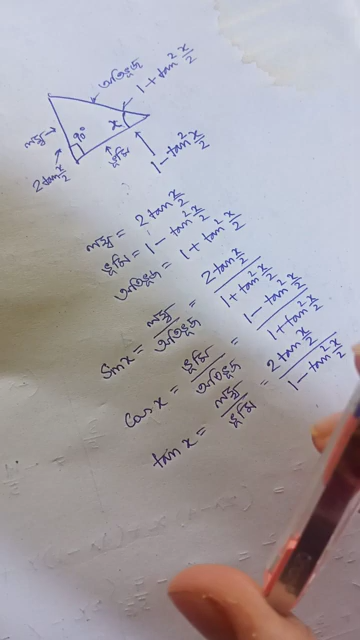 অতিভুজ
1 + tan² x/2
লম্ব →
90°
x
2 tan x/2
ভূমি
1 - tan² x/2
লম্ব = 2 tan x/2
ভূমি = 1 - tan² x/2
অতিভুজ = 1 + tan² x/2
Sin x = লম্ব/অতিভুজ = 2 tan x/2 / 1 + tan² x/2
Cos x = ভূমি/অতিভুজ = 1 - tan² x/2 / 1 + tan² x/2
tan x = লম্ব/ভূমি = 2 tan x/2 / 1 - tan² x/2